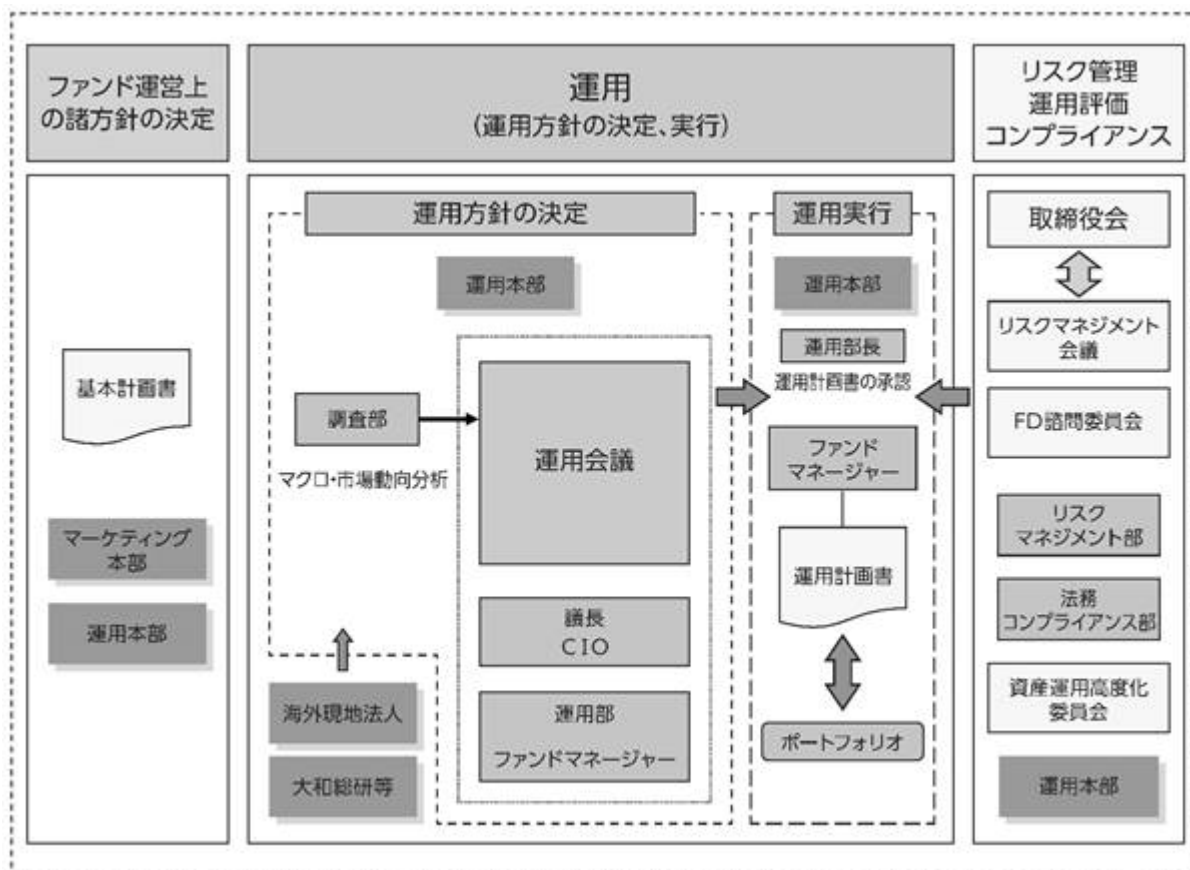 ファンド運営上
の諸方針の決定
運用
(運用方針の決定、実行)
リスク管理
運用評価
コンプライアンス
基本計画書
マーケティング
本部
運用本部
運用方針の決定
運用本部
調査部
マクロ・市場動向分析
運用会議
議長
CIO
運用部
ファンドマネージャー
海外現地法人
大和総研等
運用実行
運用本部
運用部長
運用計画書の承認
ファンド
マネージャー
運用計画書
ポートフォリオ
取締役会
リスクマネジメント
会議
FD諮問委員会
リスク
マネジメント部
法務
コンプライアンス部
資産運用高度化
委員会
運用本部